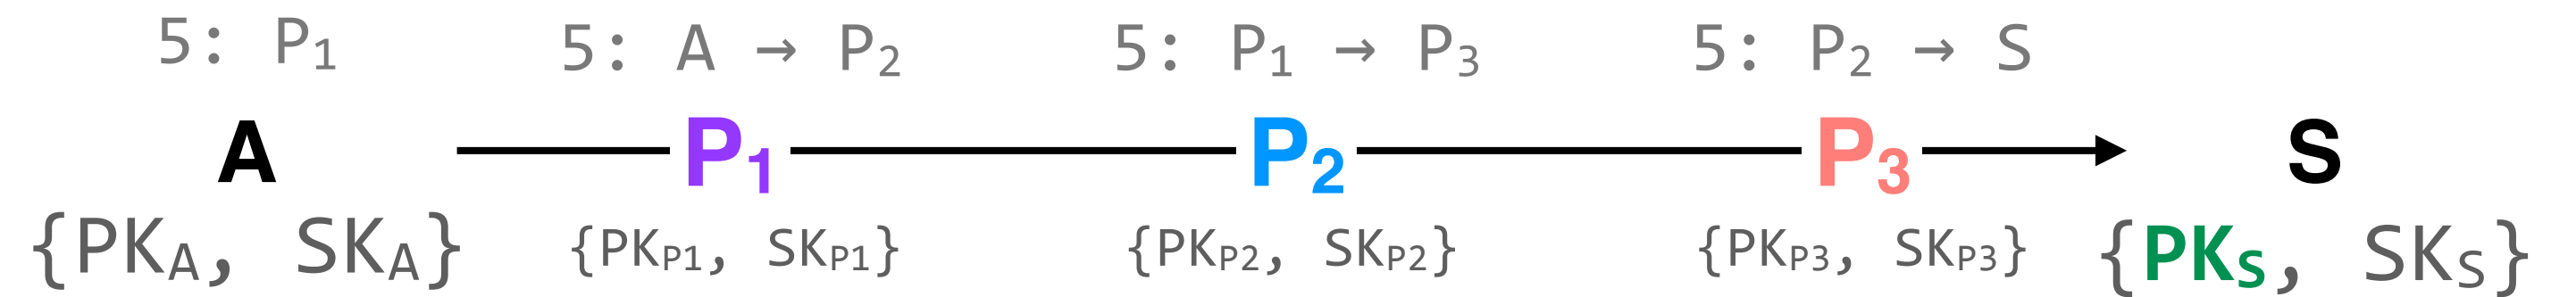 5: P₁ 5: A → P₂ 5: P₁ → P₃ 5: P₂ → S
A P₁ P₂ P₃ S
{PKA, SKA} {PKP1, SKP1} {PKP2, SKP2} {PKP3, SKP3} {PKS, SKS}